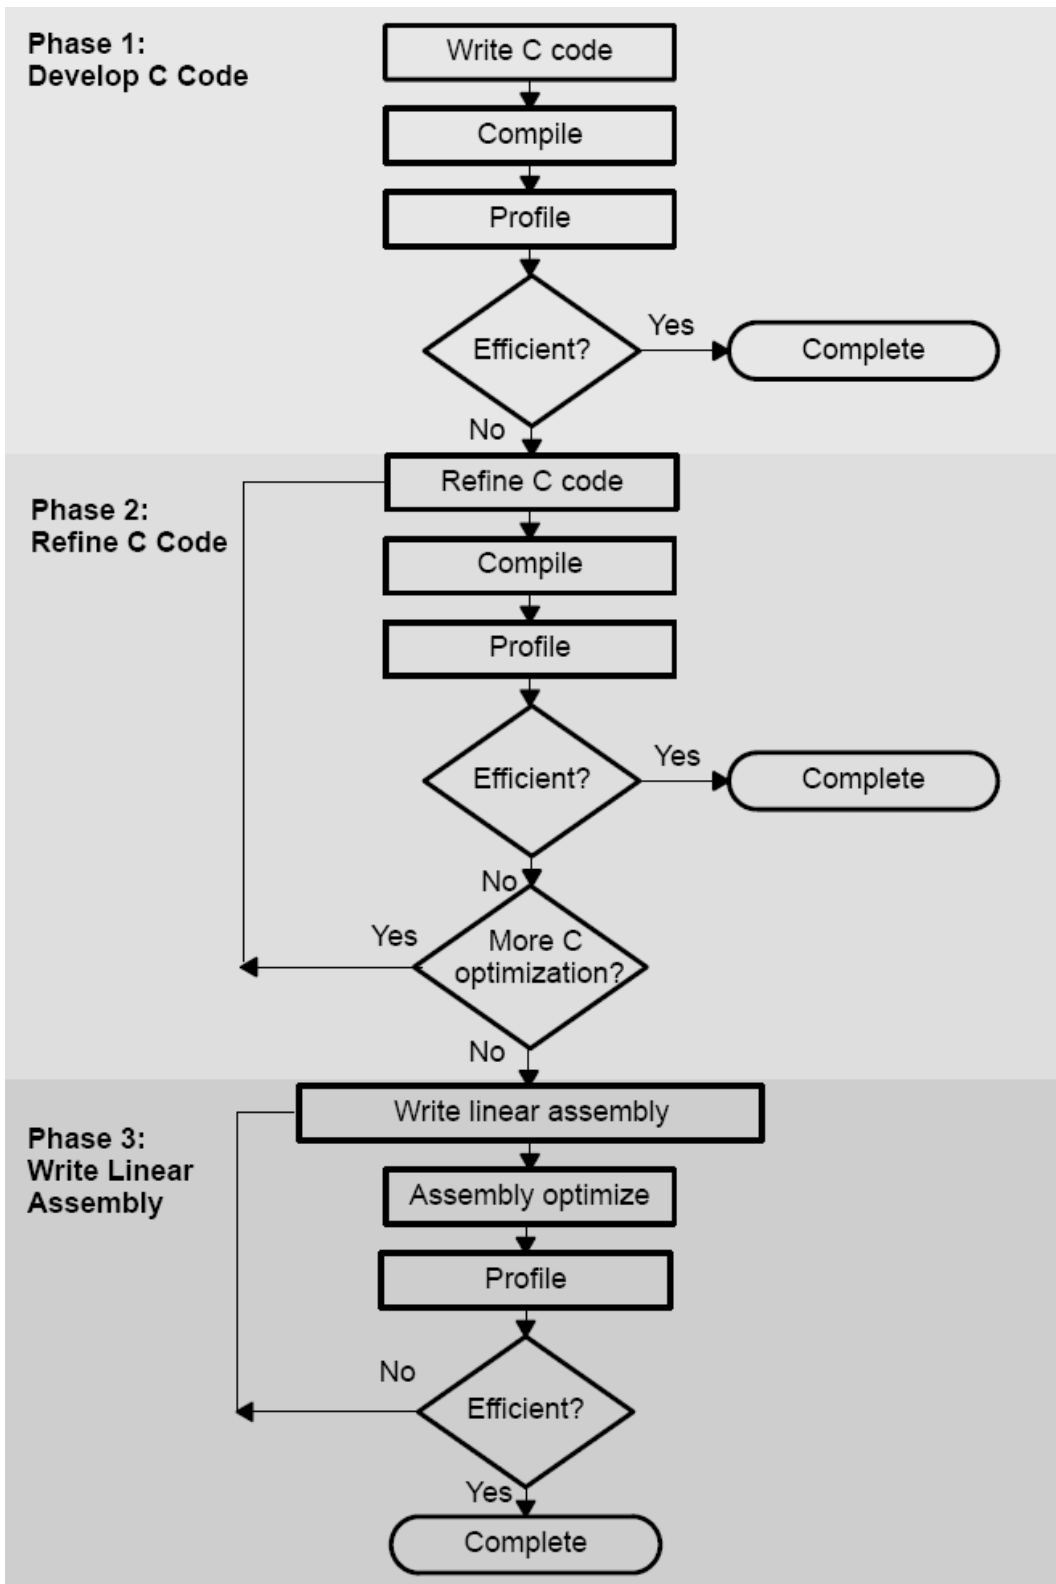 Phase 1:
Develop C Code
Write C code
Compile
Profile
Efficient?
Yes
Complete
No
Phase 2:
Refine C Code
Refine C code
Compile
Profile
Efficient?
Yes
Complete
No
More C
optimization?
Yes
No
Phase 3:
Write Linear
Assembly
Write linear assembly
Assembly optimize
Profile
Efficient?
No
Yes
Complete